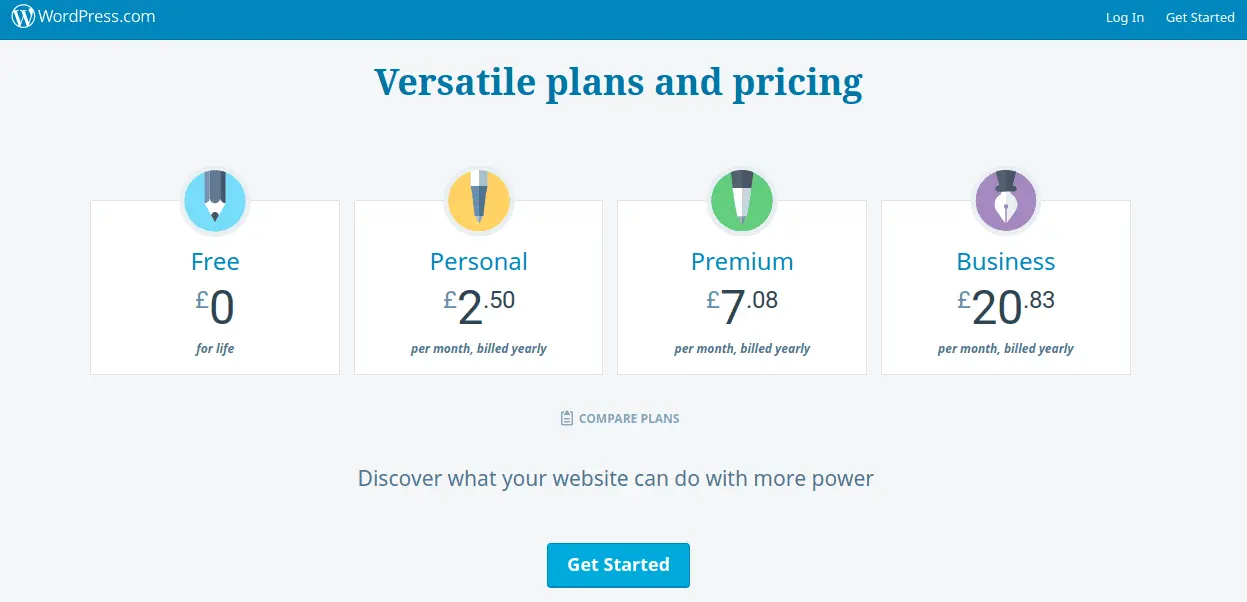 WordPress.com
Log In
Get Started
Versatile plans and pricing
Free
£0
for life
Personal
£2.50
per month, billed yearly
Premium
£7.08
per month, billed yearly
Business
£20.83
per month, billed yearly
COMPARE PLANS
Discover what your website can do with more power
Get Started